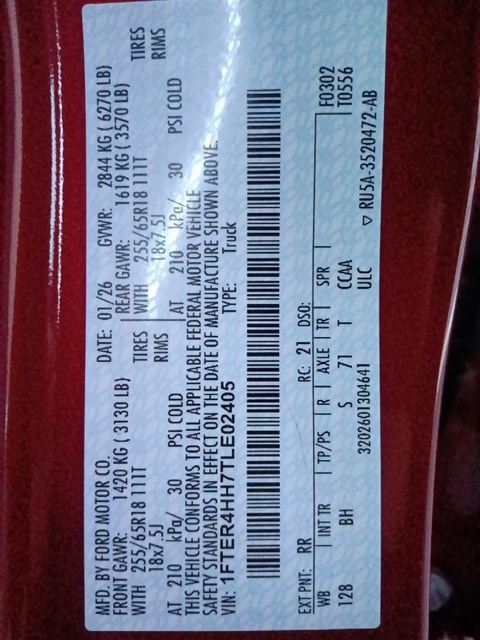 MFD. BY FORD MOTOR CO.
DATE: 01/26 GVWR: 2844 KG ( 6270 LB)
FRONT GAWR: 1420 KG ( 3130 LB) REAR GAWR: 1619 KG ( 3570 LB)
WITH 255/65R18 111T TIRES WITH 255/65R18 111T TIRES
18x7.5J RIMS 18x7.5J RIMS
AT 210 kPa/ 30 PSI COLD AT 210 kPa/ 30 PSI COLD
THIS VEHICLE CONFORMS TO ALL APPLICABLE FEDERAL MOTOR VEHICLE
SAFETY STANDARDS IN EFFECT ON THE DATE OF MANUFACTURE SHOWN ABOVE.
VIN: 1FTER4HH7TLE02405 TYPE: Truck
EXT PNT: RR RC: 21 DSO: F0302
WB INT TR TP/PS R AXLE TR SPR T0556
128 BH S 71 T CCAA
3202601304641 ULC ▽ RU5A-3520472-AB